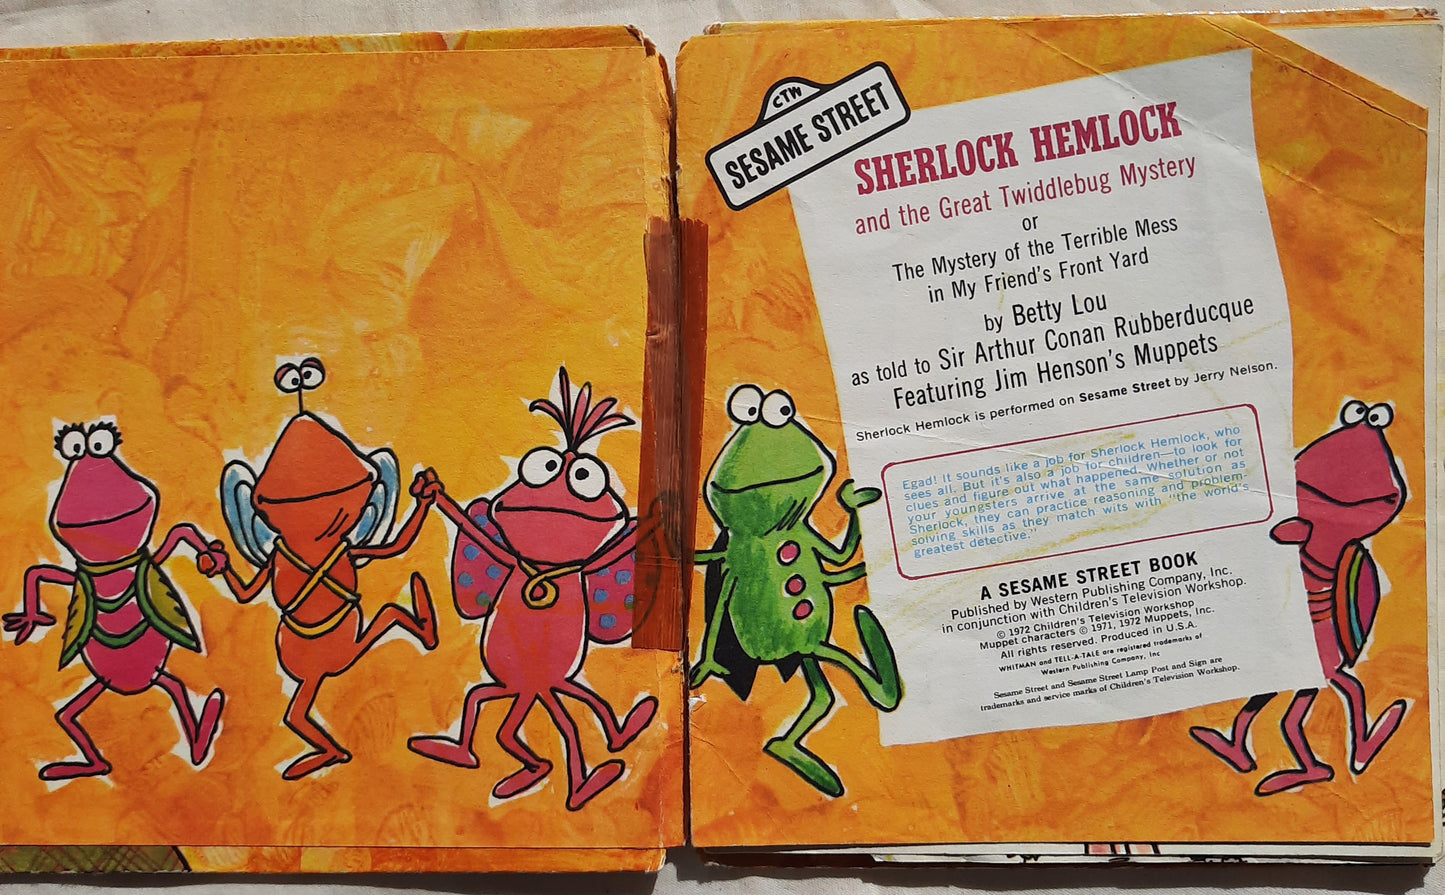 CTW
SESAME STREET
SHERLOCK HEMLOCK
and the Great Twiddlebug Mystery
or
The Mystery of the Terrible Mess
in My Friend's Front Yard
by Betty Lou
as told to Sir Arthur Conan Rubberducque
Featuring Jim Henson's Muppets
Sherlock Hemlock is performed on Sesame Street by Jerry Nelson.
Egad! It sounds like a job for Sherlock Hemlock, who
sees all. But it's also a job for children—to look for
clues and figure out what happened. Whether or not
your youngsters arrive at the same solution as
Sherlock, they can practice reasoning and problem-
solving skills as they match wits with "the world's
greatest detective."
A SESAME STREET BOOK
Published by Western Publishing Company, Inc.
in conjunction with Children's Television Workshop.
© 1972 Children's Television Workshop
Muppet characters © 1971, 1972 Muppets, Inc.
All rights reserved. Produced in U.S.A.
WHITMAN and TELL-A-TALE are registered trademarks of
Western Publishing Company, Inc
Sesame Street and Sesame Street Lamp Post and Sign are
trademarks and service marks of Children's Television Workshop.